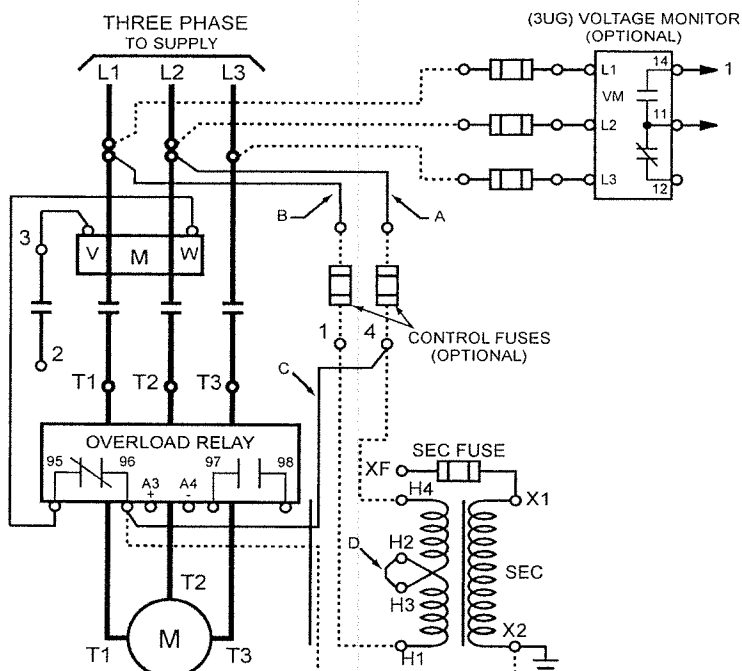 THREE PHASE
TO SUPPLY
L1 L2 L3
(3UG) VOLTAGE MONITOR
(OPTIONAL)
L1 14 1
VM
L2 11
L3 12
B A
3 V M W
2
1 4 CONTROL FUSES
(OPTIONAL)
T1 T2 T3 C
OVERLOAD RELAY
95 96 A3 A4 97 98
+ -
SEC FUSE
XF
H4 X1
D H2
SEC
H3
X2
H1
T2
M
T1 T3